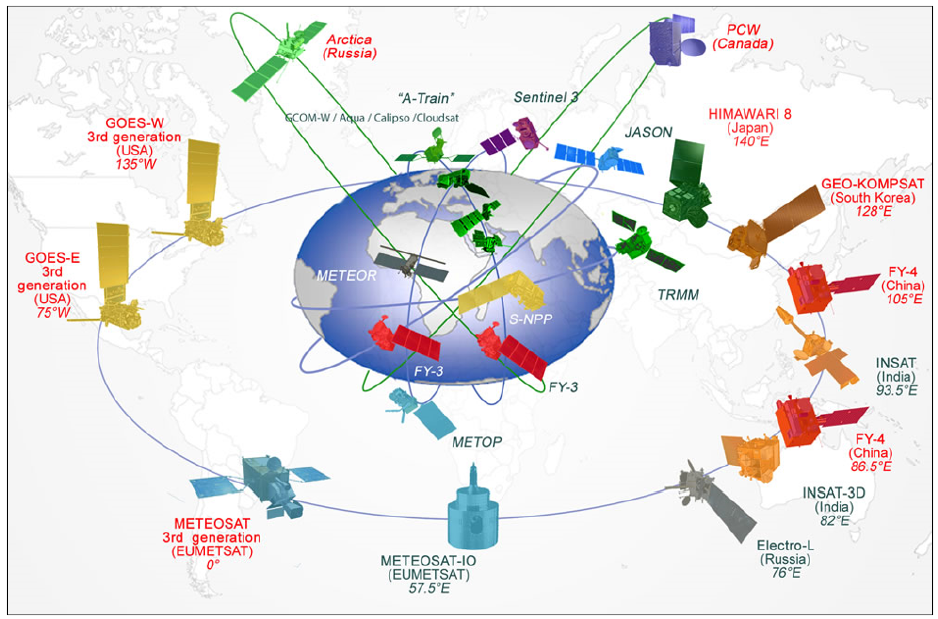 Arctica
(Russia)
PCW
(Canada)
"A-Train"
GCOM-W / Aqua / Calipso /Cloudsat
Sentinel 3
JASON
HIMAWARI 8
(Japan)
140°E
GOES-W
3rd generation
(USA)
135°W
GEO-KOMPSAT
(South Korea)
128°E
GOES-E
3rd
generation
(USA)
75°W
METEOR
FY-4
(China)
105°E
TRMM
S-NPP
INSAT
(India)
93.5°E
FY-3
FY-3
METOP
FY-4
(China)
86.5°E
INSAT-3D
(India)
82°E
METEOSAT
3rd generation
(EUMETSAT)
0°
Electro-L
(Russia)
76°E
METEOSAT-IO
(EUMETSAT)
57.5°E